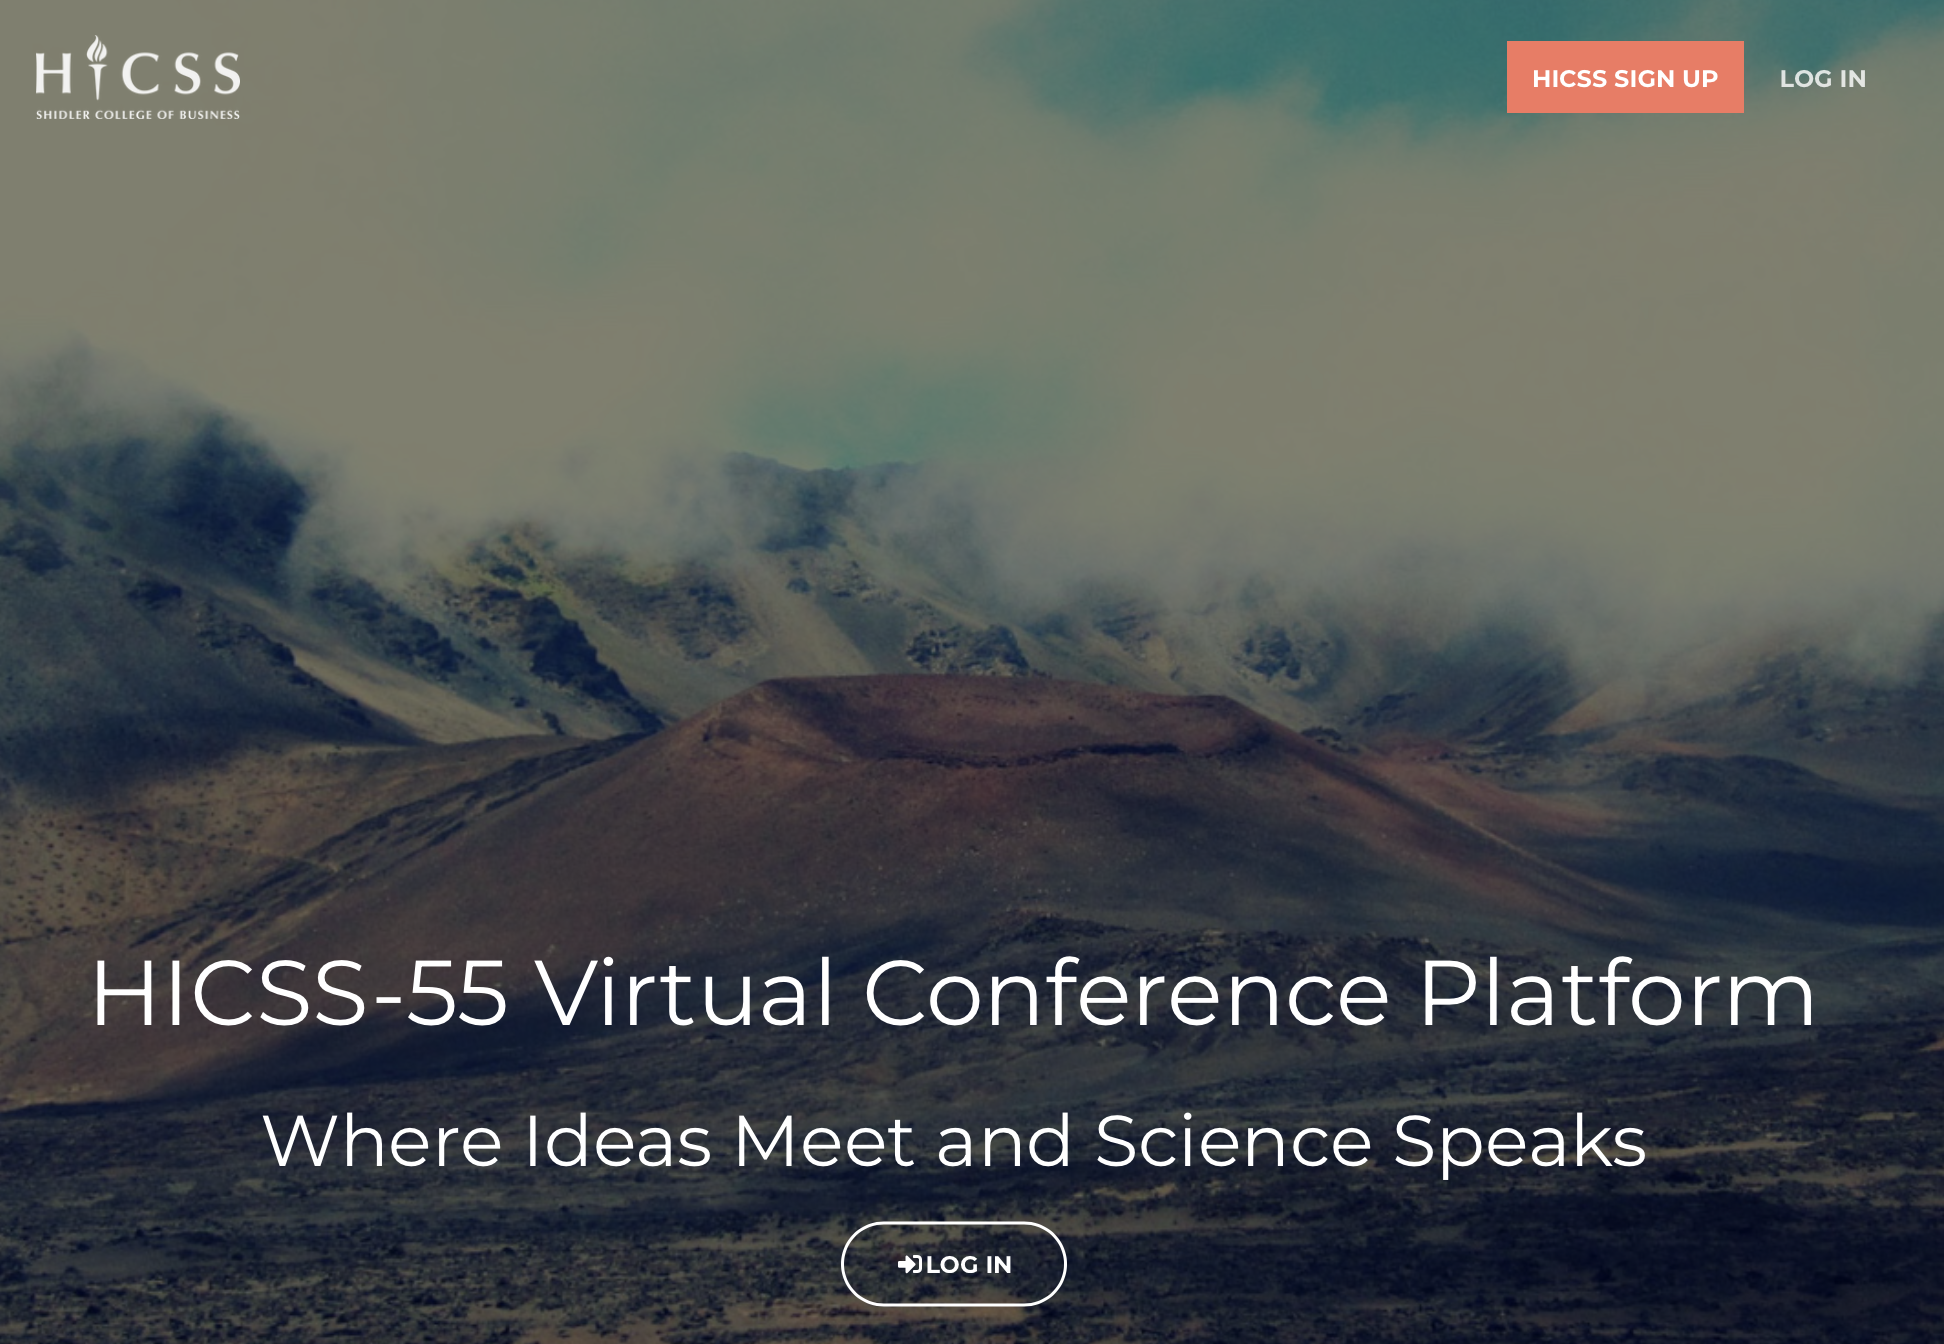 HICSS
SHIDLER COLLEGE OF BUSINESS
HICSS SIGN UP
LOG IN
HICSS-55 Virtual Conference Platform
Where Ideas Meet and Science Speaks
LOG IN